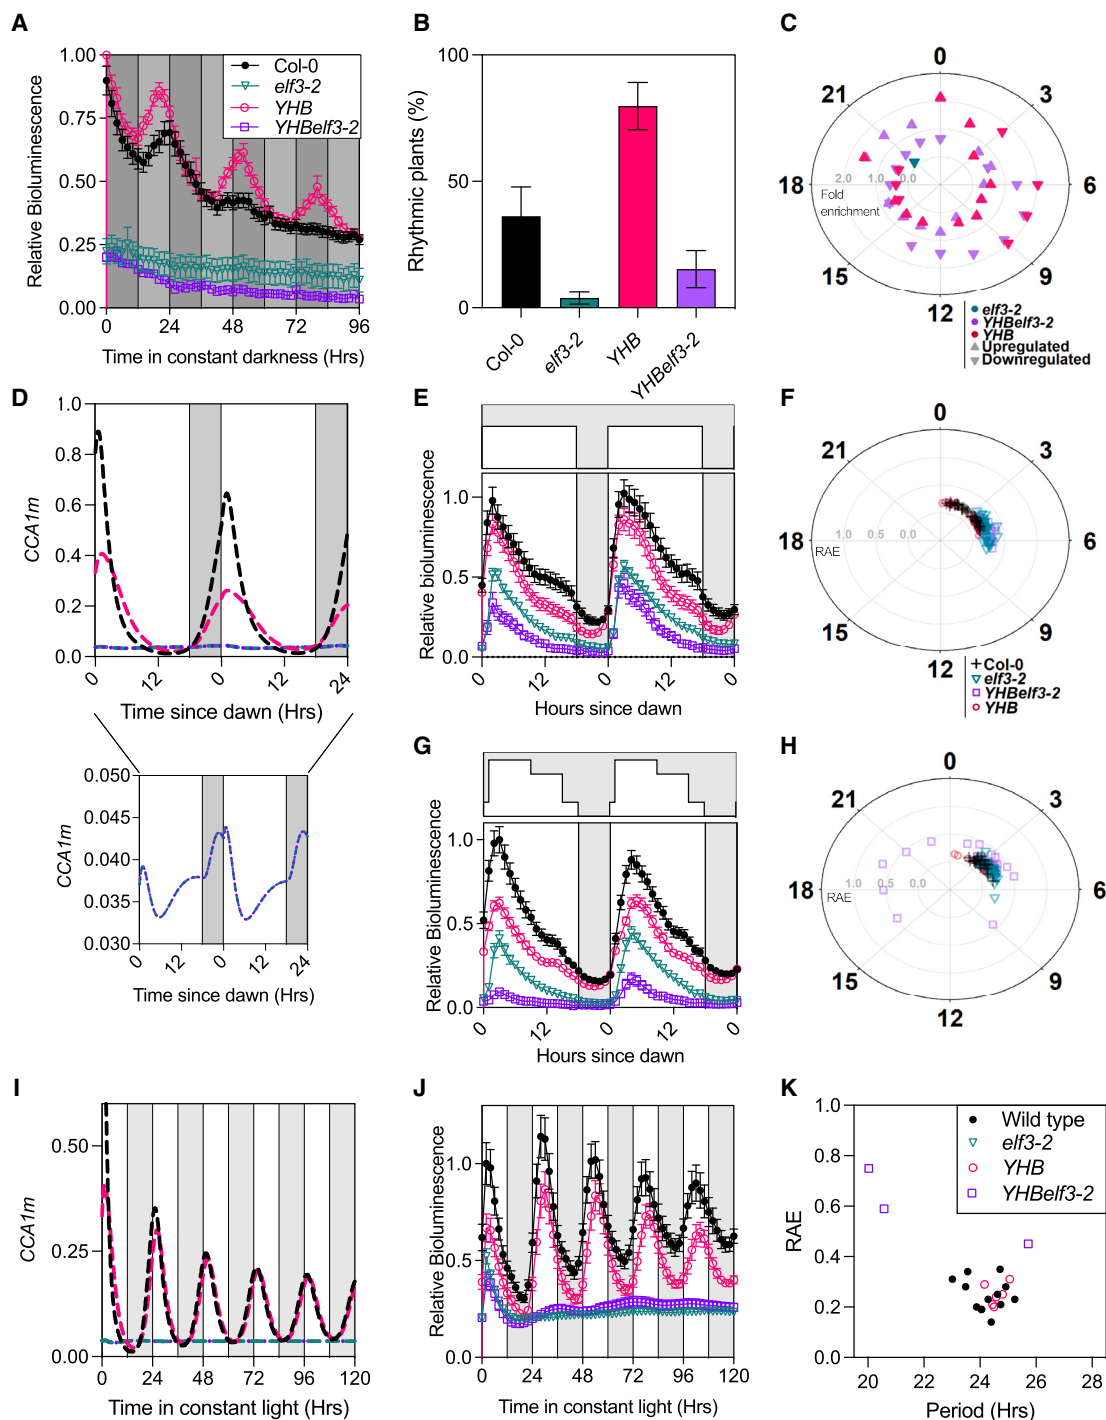 A
1.00
0.75
0.50
0.25
0.00
Relative Bioluminescence
Col-0
elf3-2
YHB
YHBelf3-2
0 24 48 72 96
Time in constant darkness (Hrs)
B
100
50
0
Rhythmic plants (%)
Col-0
elf3-2
YHB
YHBelf3-2
C
0
3
6
9
12
15
18
21
2.0 1.0 0.0
Fold
enrichment
elf3-2
YHBelf3-2
YHB
Upregulated
Downregulated
D
1.0
0.8
0.6
0.4
0.2
0.0
CCA1m
0 12 0 12 24
Time since dawn (Hrs)
0.050
0.045
0.040
0.035
0.030
CCA1m
0 12 0 12 24
Time since dawn (Hrs)
E
1.0
0.5
0.0
Relative bioluminescence
0 12 0 12 0
Hours since dawn
F
0
3
6
9
12
15
18
21
1.0 0.5 0.0
RAE
Col-0
elf3-2
YHBelf3-2
YHB
G
1.0
0.5
0.0
Relative Bioluminescence
0 12 0 12 0
Hours since dawn
H
0
3
6
9
12
15
18
21
1.0 0.5 0.0
RAE
I
0.50
0.25
0.00
CCA1m
0 24 48 72 96 120
Time in constant light (Hrs)
J
1.0
0.5
0.0
Relative Bioluminescence
0 24 48 72 96 120
Time in constant light (Hrs)
K
1.0
0.8
0.6
0.4
0.2
0.0
RAE
Wild type
elf3-2
YHB
YHBelf3-2
20 22 24 26 28
Period (Hrs)